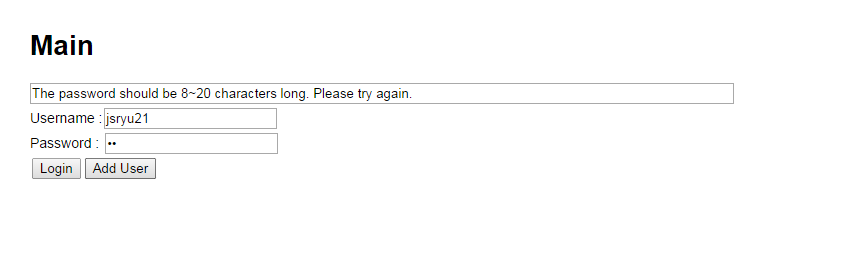 Main
The password should be 8~20 characters long. Please try again.
Username : jsryu21
Password : ••
Login Add User